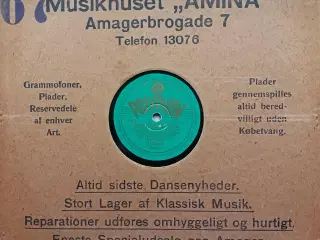 67
Musikhuset „AMINA"
Amagerbrogade 7
Telefon 13076
Grammofoner,
Plader,
Reservedele
af enhver
Art.
Plader
gennemspilles
altid bered-
villigt uden
Købetvang.
Altid sidste Dansenyheder.
Stort Lager af Klassisk Musik.
Reparationer udføres omhyggeligt og hurtigt.